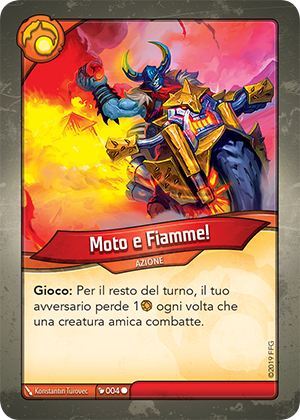 Moto e Fiamme!
AZIONE
Gioco: Per il resto del turno, il tuo
avversario perde 1 ogni volta che
una creatura amica combatte.
Konstantin Turovec
004
©2019 FFG